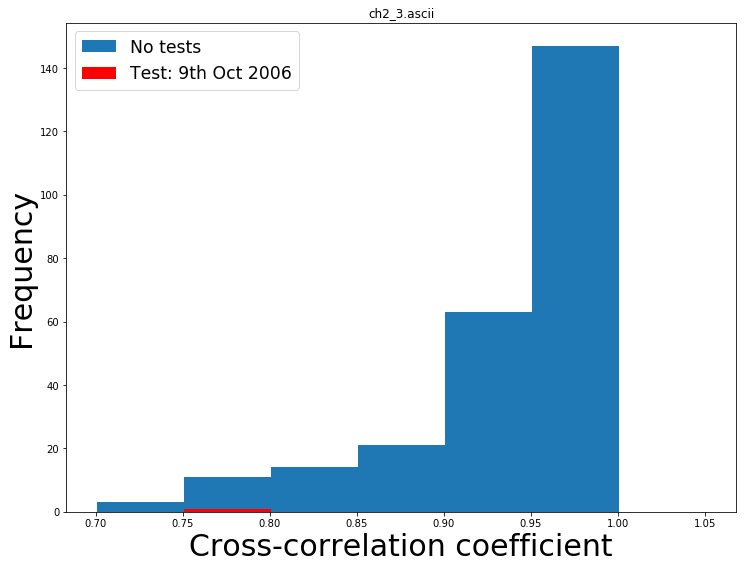 ch2_3.ascii
No tests
Test: 9th Oct 2006
Frequency
140
120
100
80
60
40
20
0
0.70 0.75 0.80 0.85 0.90 0.95 1.00 1.05
Cross-correlation coefficient